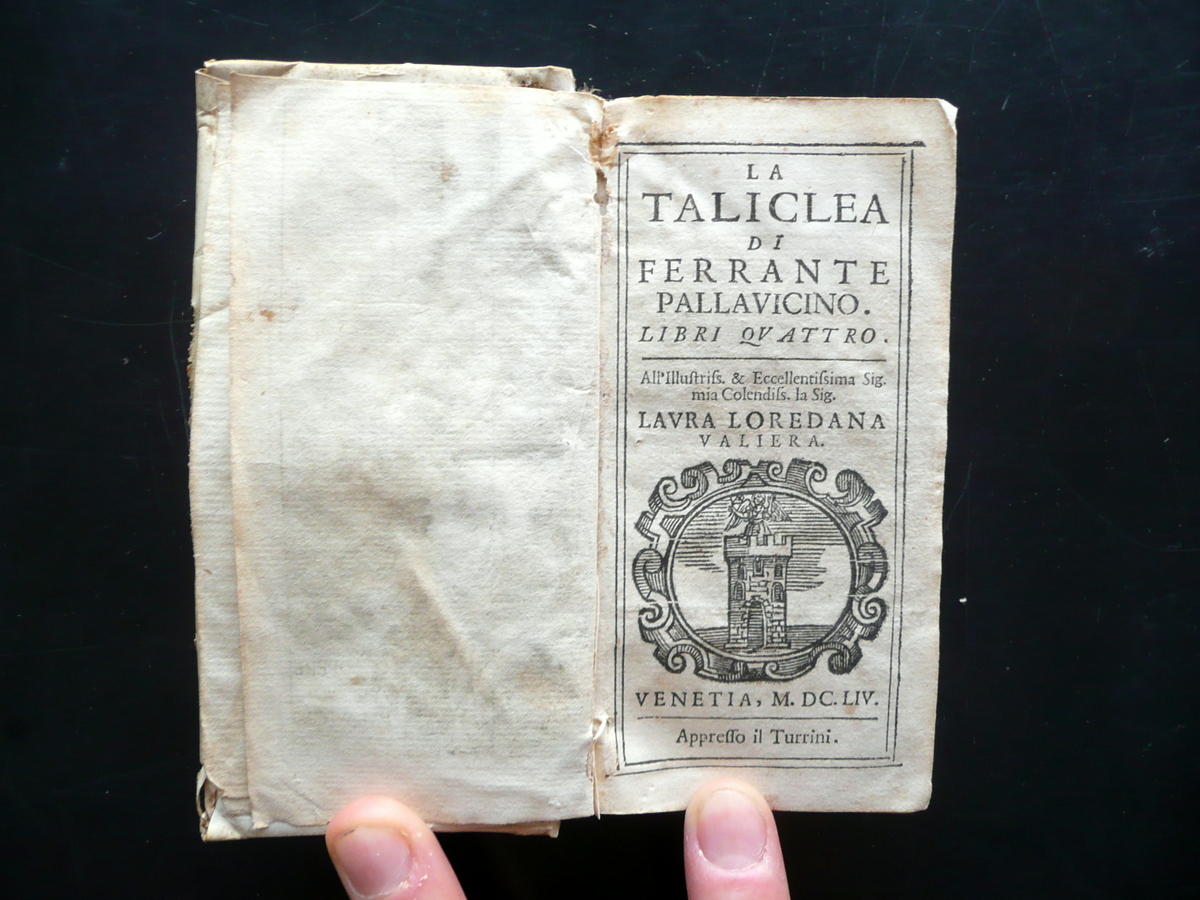 LA
TALICLEA
DI
FERRANTE
PALLAVICINO.
LIBRI QVATTRO.
All'Illustriſs. & Eccellentiſsima Sig.
mia Colendiſs. la Sig.
LAVRA LOREDANA
VALIERA.
VENETIA, M. DC. LIV.
Appreſſo il Turrini.